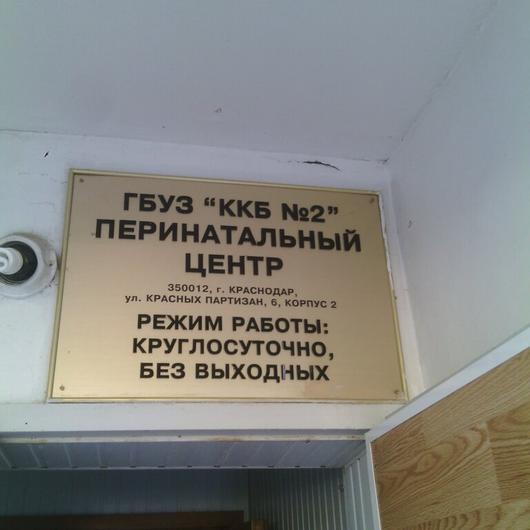 ГБУЗ "ККБ №2"
ПЕРИНАТАЛЬНЫЙ
ЦЕНТР
350012, г. КРАСНОДАР,
ул. КРАСНЫХ ПАРТИЗАН, 6, КОРПУС 2
РЕЖИМ РАБОТЫ:
КРУГЛОСУТОЧНО,
БЕЗ ВЫХОДНЫХ